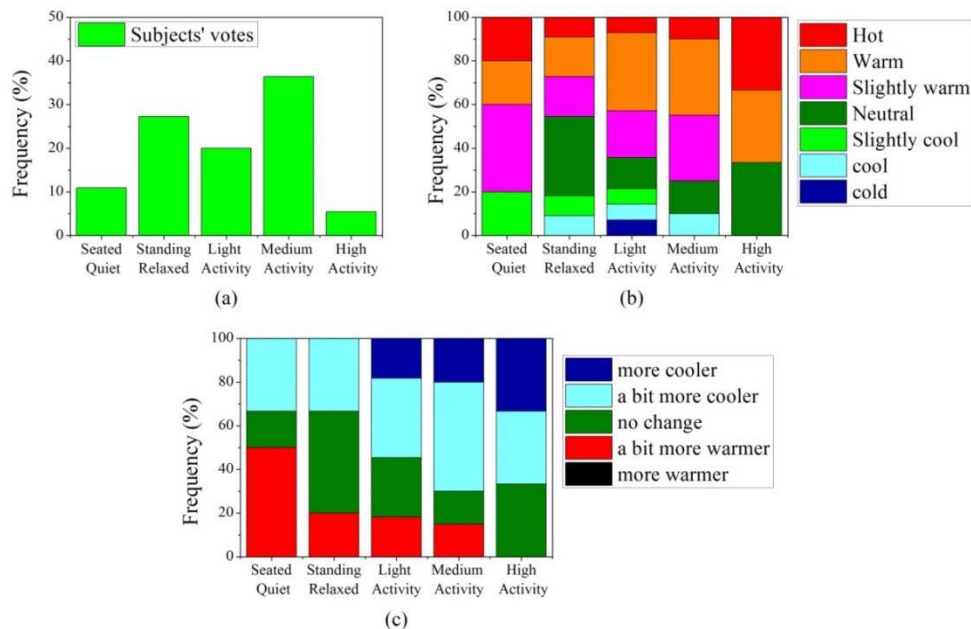 50
40
30
20
10
0
Frequency (%)
Subjects' votes
Seated
Quiet
Standing
Relaxed
Light
Activity
Medium
Activity
High
Activity
(a)
100
80
60
40
20
0
Frequency (%)
Seated
Quiet
Standing
Relaxed
Light
Activity
Medium
Activity
High
Activity
(b)
Hot
Warm
Slightly warm
Neutral
Slightly cool
cool
cold
100
80
60
40
20
0
Frequency (%)
Seated
Quiet
Standing
Relaxed
Light
Activity
Medium
Activity
High
Activity
(c)
more cooler
a bit more cooler
no change
a bit more warmer
more warmer